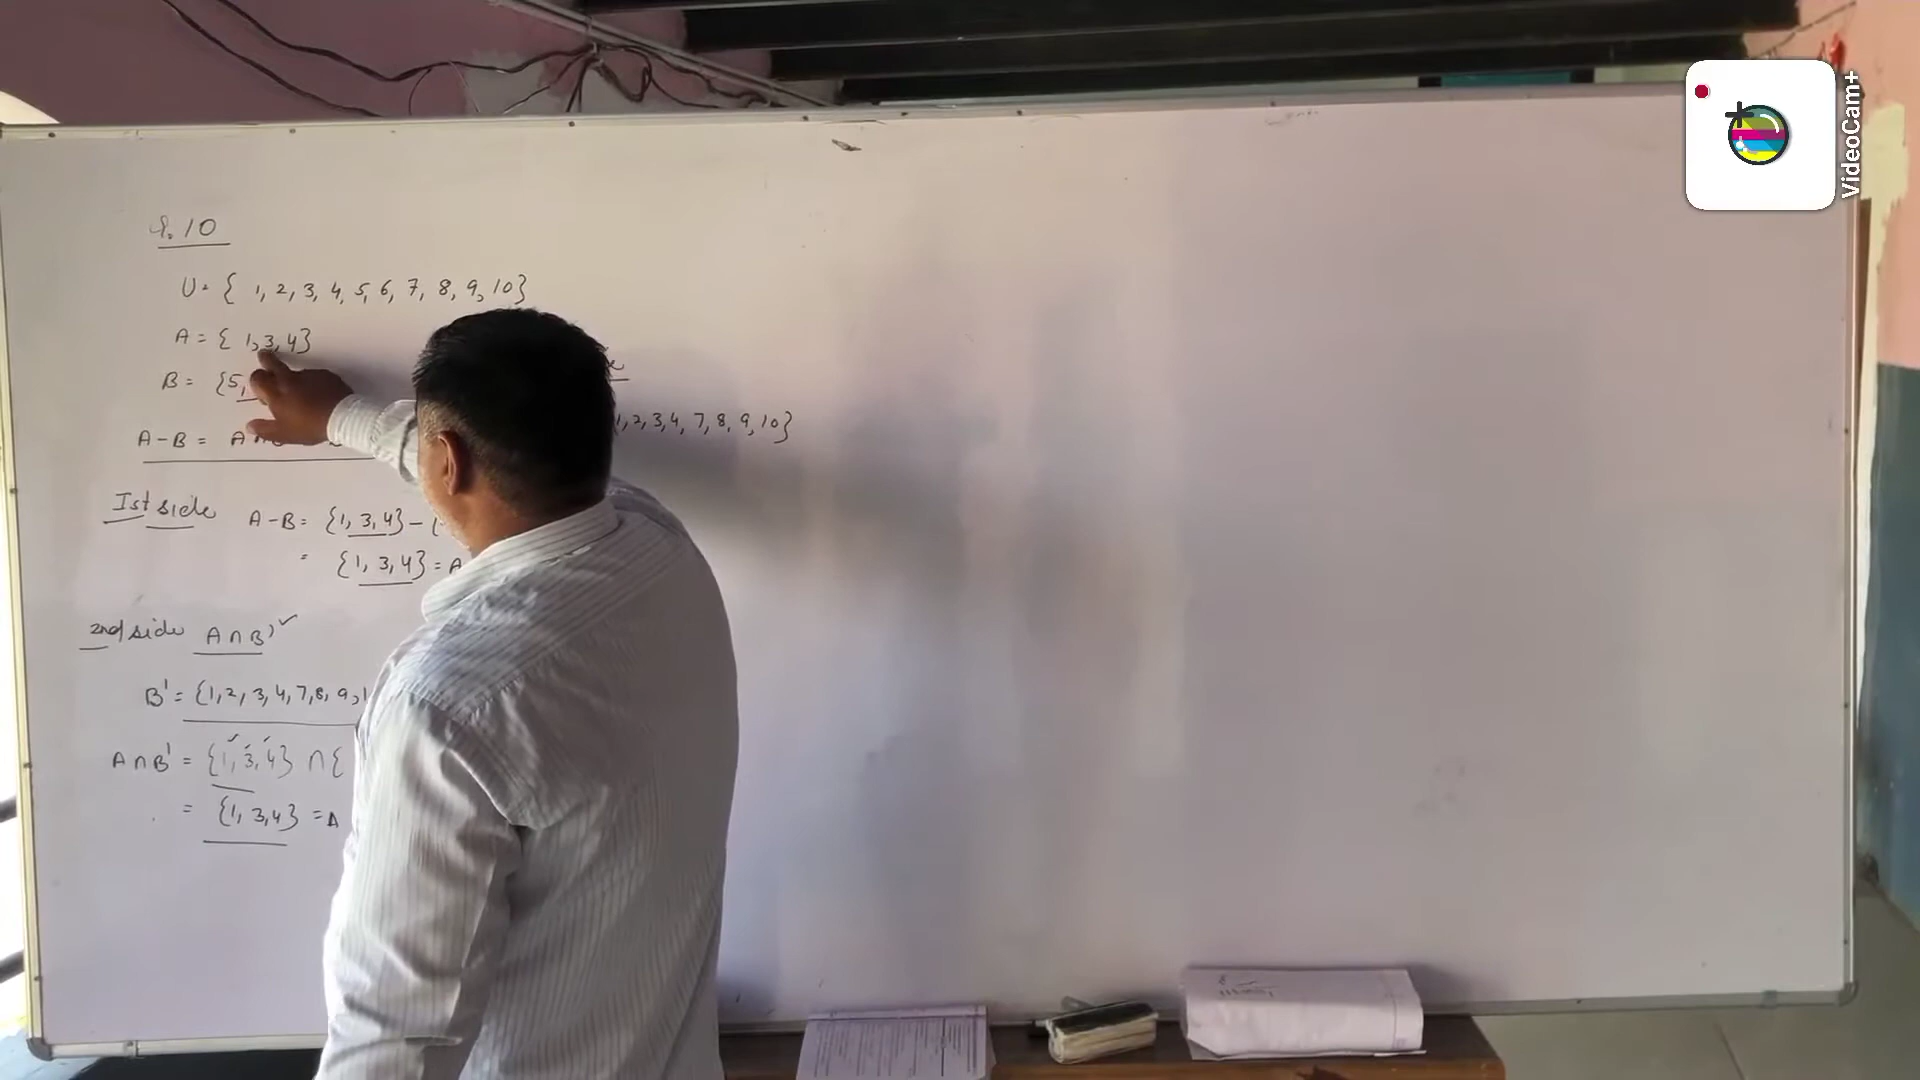 Q.10
U = { 1, 2, 3, 4, 5, 6, 7, 8, 9, 10}
A = { 1, 3, 4}
B = {5,
A-B = A
1, 2, 3, 4, 7, 8, 9, 10}
Ist side A-B = {1, 3, 4} -
= {1, 3, 4} = A
2nd side A∩B' ✓
B' = {1, 2, 3, 4, 7, 8, 9, 1
A∩B' = {1, 3, 4} ∩ {
= {1, 3, 4} = A
VideoCam+